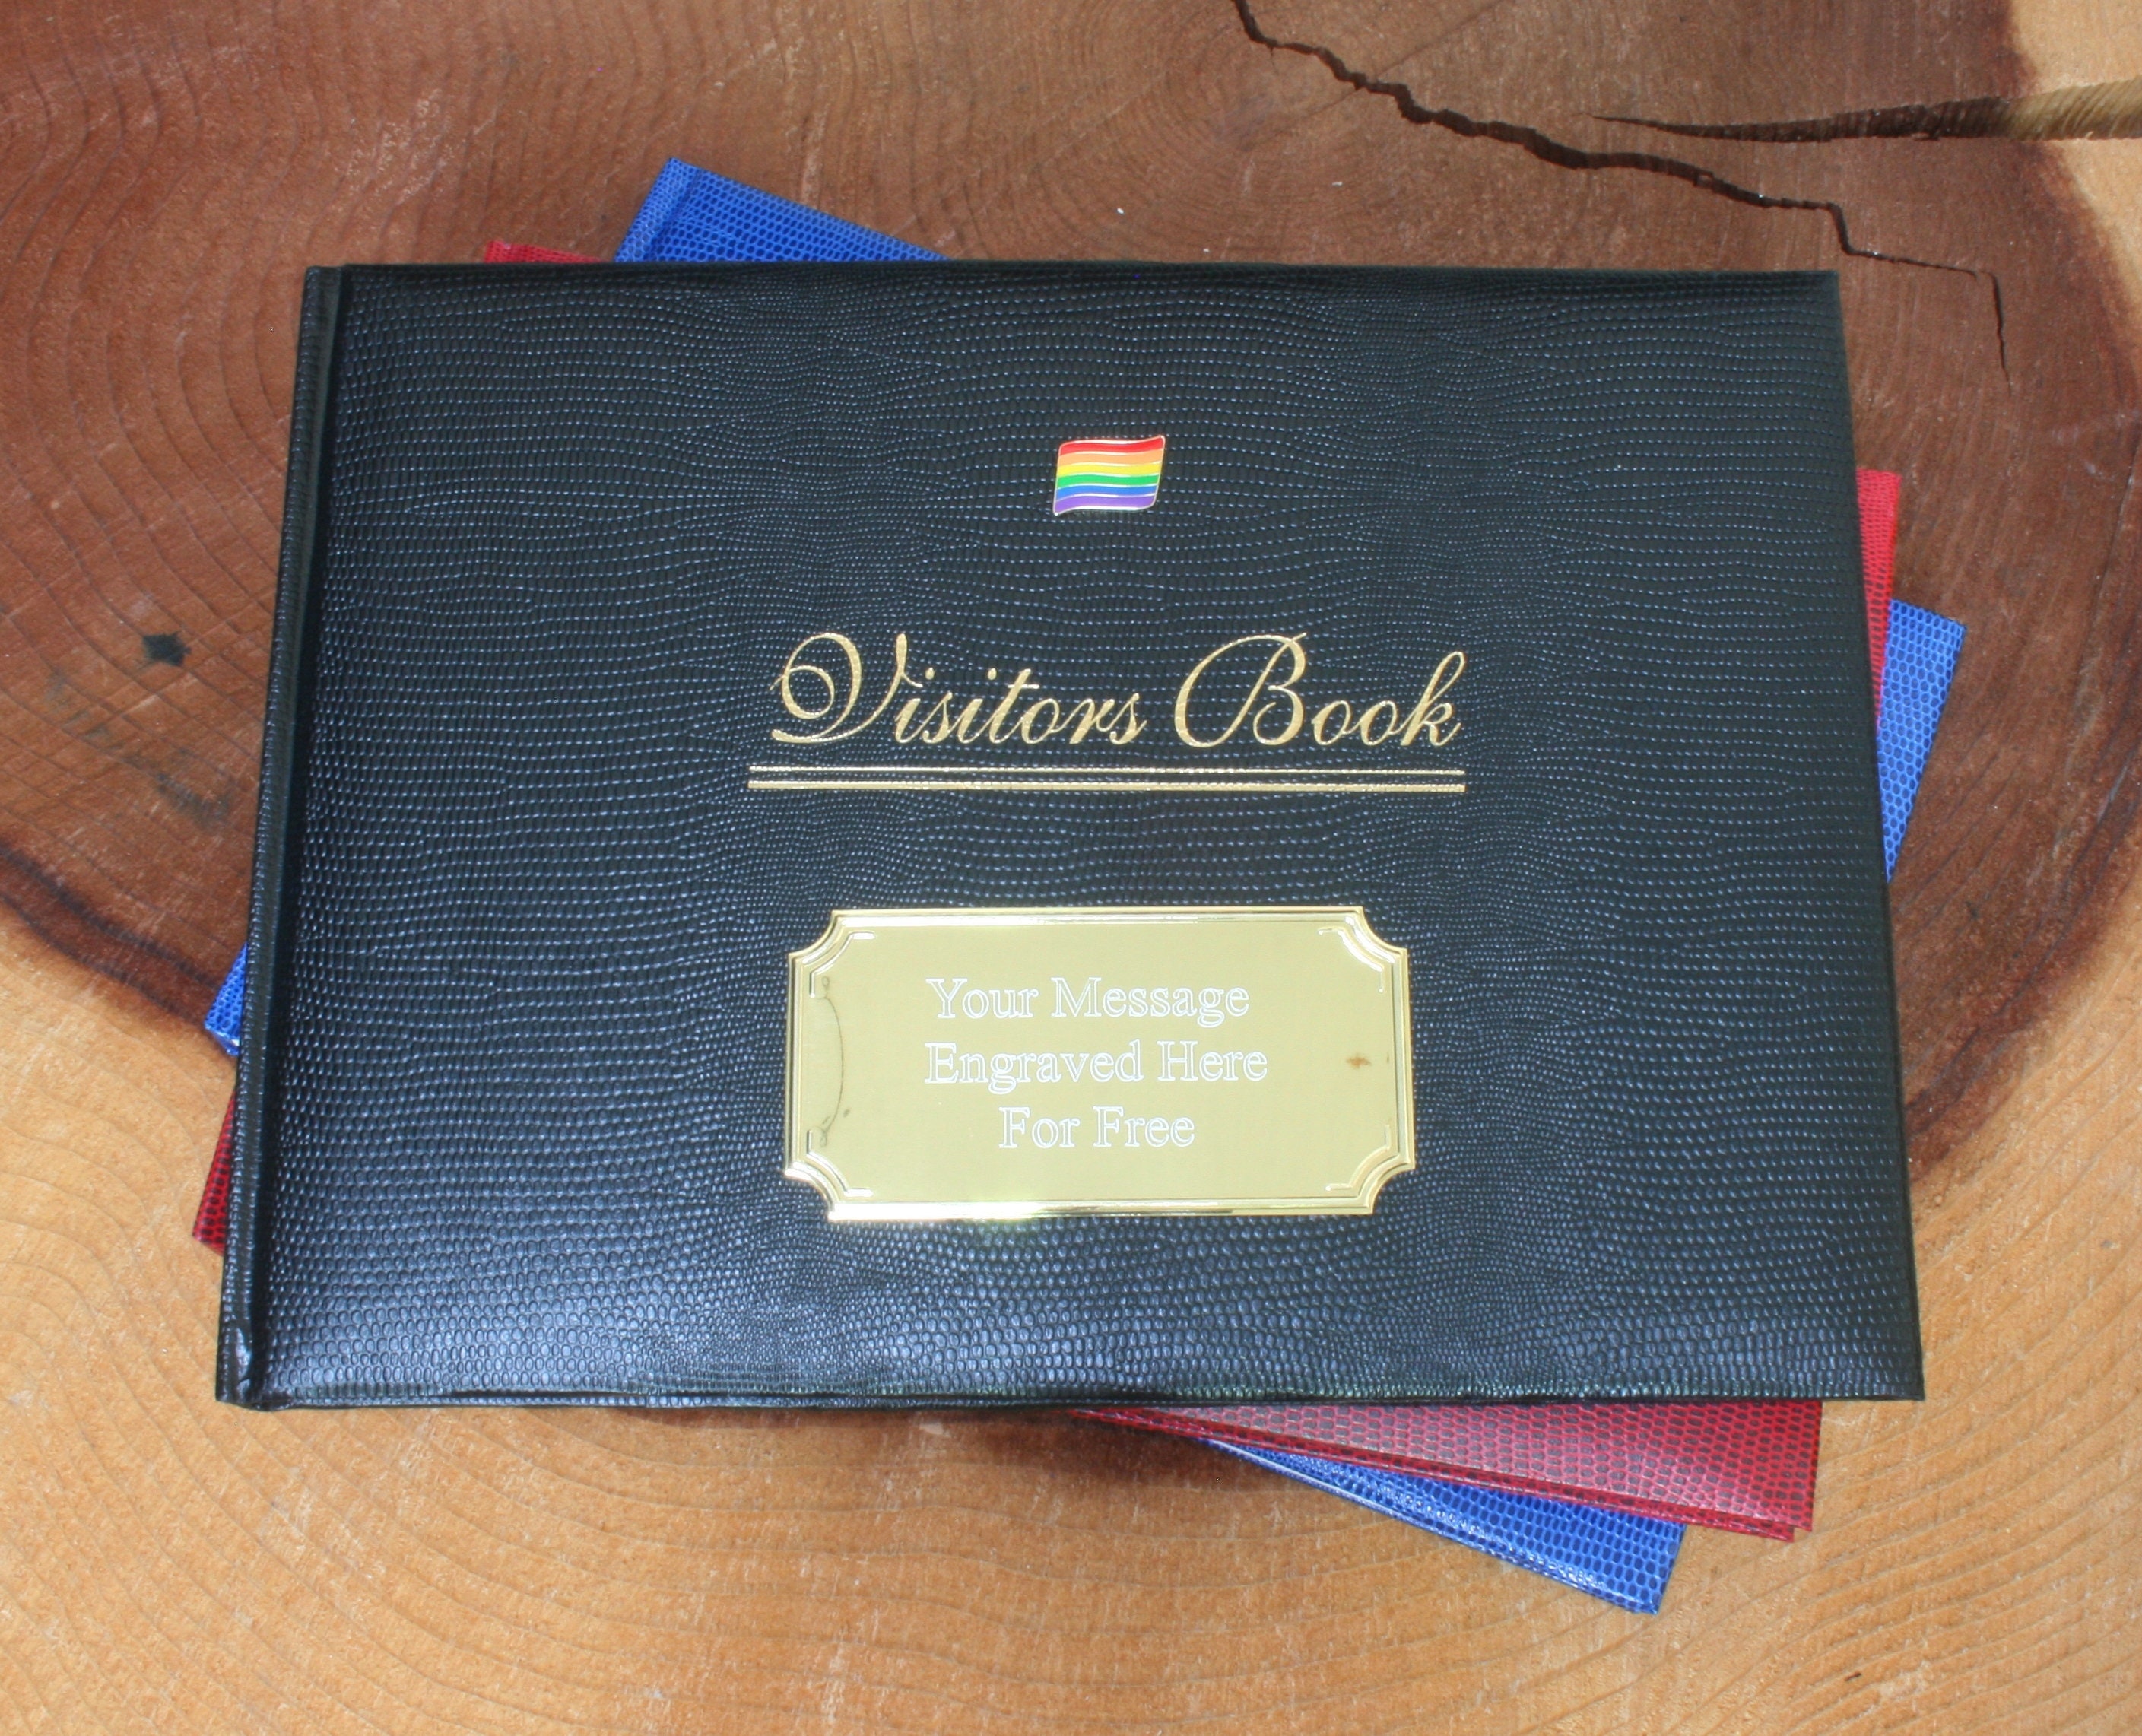 Visitors Book
Your Message
Engraved Here
For Free